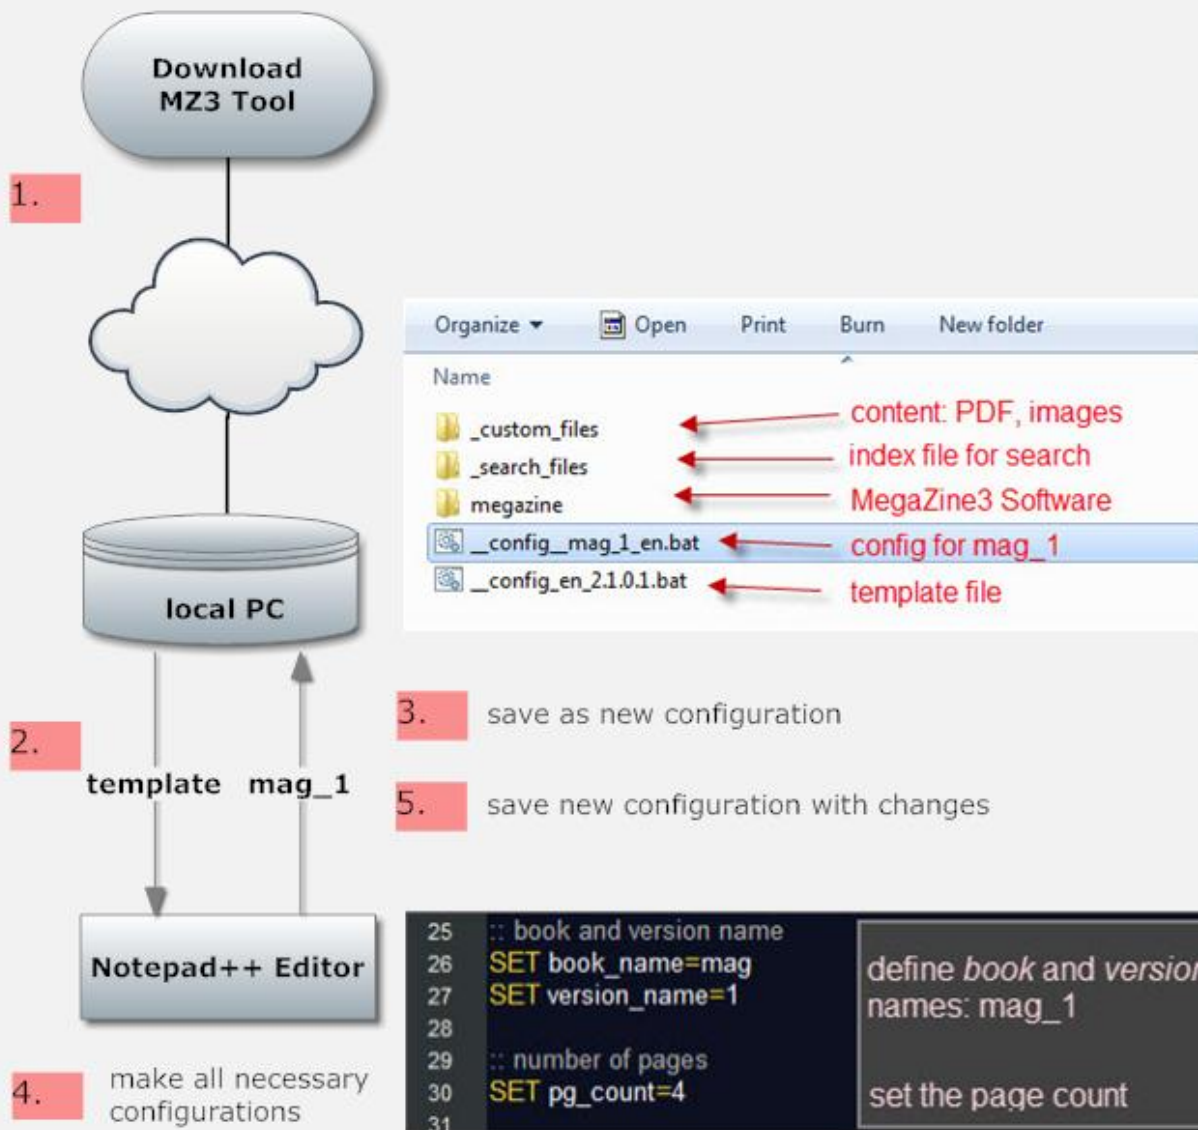 Download
MZ3 Tool
1.
Organize Open Print Burn New folder
Name
_custom_files
content: PDF, images
_search_files
index file for search
megazine
MegaZine3 Software
__config__mag_1_en.bat
config for mag_1
__config_en_2.1.0.1.bat
template file
local PC
2.
template mag_1
3. save as new configuration
5. save new configuration with changes
Notepad++ Editor
4. make all necessary
configurations
25 :: book and version name
26 SET book_name=mag
27 SET version_name=1
28
29 :: number of pages
30 SET pg_count=4
31
define book and version
names: mag_1
set the page count